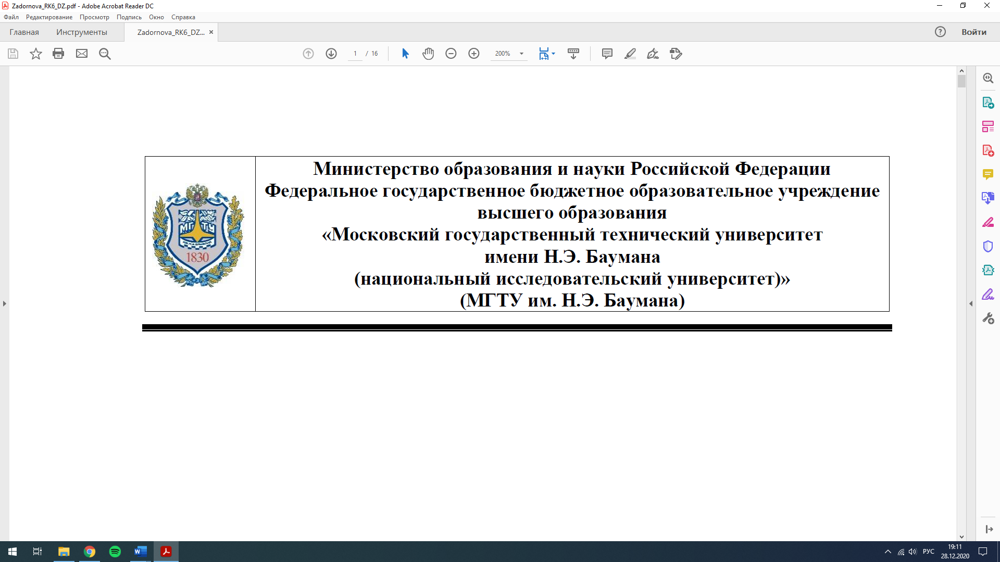 Zadornova_RK6_DZ.pdf - Adobe Acrobat Reader DC
Файл Редактирование Просмотр Подпись Окно Справка
Главная Инструменты Zadornova_RK6_DZ... × Войти
1 / 16 200%
Министерство образования и науки Российской Федерации
Федеральное государственное бюджетное образовательное учреждение
высшего образования
«Московский государственный технический университет
имени Н.Э. Баумана
(национальный исследовательский университет)»
(МГТУ им. Н.Э. Баумана)
МГТУ
1830
РУС
19:11
28.12.2020